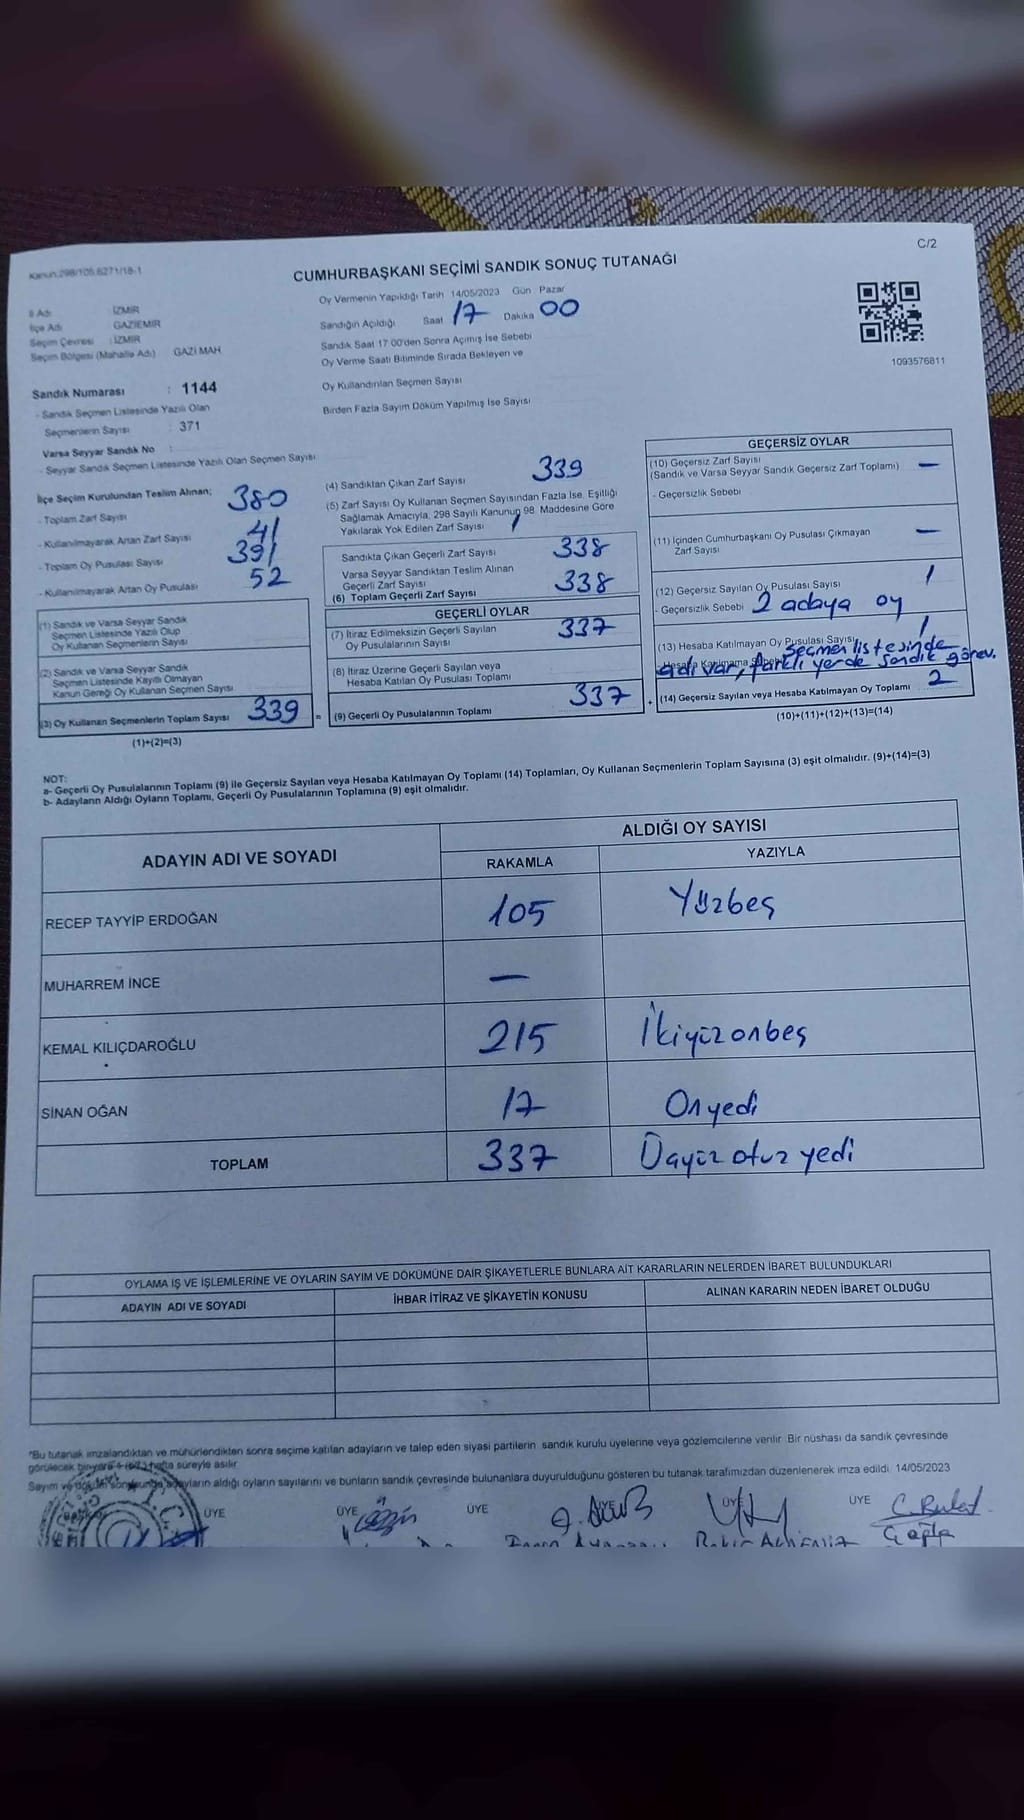 C/2
Kanun:298/105,6271/18-1
CUMHURBAŞKANI SEÇİMİ SANDIK SONUÇ TUTANAĞI
Oy Vermenin Yapıldığı Tarih 14/05/2023 Gün : Pazar
İl Adı İZMİR
İlçe Adı GAZİEMİR
Seçim Çevresi : İZMİR
Seçim Bölgesi (Mahalle Adı) GAZİ MAH
Sandığın Açıldığı Saat 17 Dakika 00
Sandık Saat 17:00'den Sonra Açımış İse Sebebi
Oy Verme Saati Bitiminde Sırada Bekleyen ve
Oy Kullandırılan Seçmen Sayısı
Birden Fazla Sayım Döküm Yapılmış İse Sayısı
1093576811
Sandık Numarası : 1144
- Sandık Seçmen Listesinde Yazılı Olan
Seçmenlerin Sayısı : 371
Varsa Seyyar Sandık No :
- Seyyar Sandık Seçmen Listesinde Yazılı Olan Seçmen Sayısı
İlçe Seçim Kurulundan Teslim Alınan;
- Toplam Zarf Sayısı 380
- Kullanılmayarak Artan Zarf Sayısı 41
- Toplam Oy Pusulası Sayısı 391
- Kullanılmayarak Artan Oy Pusulası 52
(1) Sandık ve Varsa Seyyar Sandık
Seçmen Listesinde Yazılı Olup
Oy Kullanan Seçmenlerin Sayısı
(2) Sandık ve Varsa Seyyar Sandık
Seçmen Listesinde Kayıtlı Olmayan
Kanun Gereği Oy Kullanan Seçmen Sayısı
(3) Oy Kullanan Seçmenlerin Toplam Sayısı 339 =
(1)+(2)=(3)
(4) Sandıktan Çıkan Zarf Sayısı 339
(5) Zarf Sayısı Oy Kullanan Seçmen Sayısından Fazla İse, Eşitliği
Sağlamak Amacıyla, 298 Sayılı Kanunun 98. Maddesine Göre
Yakılarak Yok Edilen Zarf Sayısı 1
Sandıkta Çıkan Geçerli Zarf Sayısı 338
Varsa Seyyar Sandıktan Teslim Alınan
Geçerli Zarf Sayısı
(6) Toplam Geçerli Zarf Sayısı 338
GEÇERLİ OYLAR
(7) İtiraz Edilmeksizin Geçerli Sayılan
Oy Pusulalarının Sayısı 337
(8) İtiraz Üzerine Geçerli Sayılan veya
Hesaba Katılan Oy Pusulası Toplamı
(9) Geçerli Oy Pusulalarının Toplamı 337 +
GEÇERSİZ OYLAR
(10) Geçersiz Zarf Sayısı
(Sandık ve Varsa Seyyar Sandık Geçersiz Zarf Toplamı) —
- Geçersizlik Sebebi
(11) İçinden Cumhurbaşkanı Oy Pusulası Çıkmayan
Zarf Sayısı —
(12) Geçersiz Sayılan Oy Pusulası Sayısı 1
- Geçersizlik Sebebi 2 adaya oy
(13) Hesaba Katılmayan Oy Pusulası Sayısı 1
- Hesaba Katılmama Sebebi seçmen listesinde
adı var, farklı yerde sandık görev.
(14) Geçersiz Sayılan veya Hesaba Katılmayan Oy Toplamı 2
(10)+(11)+(12)+(13)=(14)
NOT:
a- Geçerli Oy Pusulalarının Toplamı (9) ile Geçersiz Sayılan veya Hesaba Katılmayan Oy Toplamı (14) Toplamları, Oy Kullanan Seçmenlerin Toplam Sayısına (3) eşit olmalıdır. (9)+(14)=(3)
b- Adayların Aldığı Oyların Toplamı, Geçerli Oy Pusulalarının Toplamına (9) eşit olmalıdır.
ADAYIN ADI VE SOYADI
ALDIĞI OY SAYISI
RAKAMLA YAZIYLA
RECEP TAYYİP ERDOĞAN 105 Yüzbeş
MUHARREM İNCE —
KEMAL KILIÇDAROĞLU 215 İkiyüzonbeş
SİNAN OĞAN 17 Onyedi
TOPLAM 337 Üçyüz otuz yedi
OYLAMA İŞ VE İŞLEMLERİNE VE OYLARIN SAYIM VE DÖKÜMÜNE DAİR ŞİKAYETLERLE BUNLARA AİT KARARLARIN NELERDEN İBARET BULUNDUKLARI
ADAYIN ADI VE SOYADI İHBAR İTİRAZ VE ŞİKAYETİN KONUSU ALINAN KARARIN NEDEN İBARET OLDUĞU
*Bu tutanak imzalandıktan ve mühürlendikten sonra seçime katılan adayların ve talep eden siyasi partilerin sandık kurulu üyelerine veya gözlemcilerine verilir. Bir nüshası da sandık çevresinde
görülecek bir yere 1 (bir) hafta süreyle asılır.
Sayım ve döküm sonunda adayların aldığı oyların sayılarını ve bunların sandık çevresinde bulunanlara duyurulduğunu gösteren bu tutanak tarafımızdan düzenlenerek imza edildi. 14/05/2023
T.C.
ÜYE ÜYE ÜYE ÜYE ÜYE ÜYE
C. Bulut